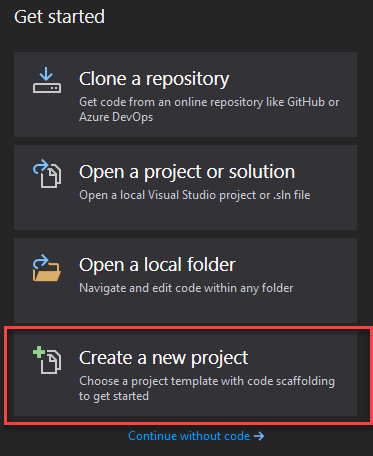 Get started
Clone a repository
Get code from an online repository like GitHub or
Azure DevOps
Open a project or solution
Open a local Visual Studio project or .sln file
Open a local folder
Navigate and edit code within any folder
Create a new project
Choose a project template with code scaffolding
to get started
Continue without code →